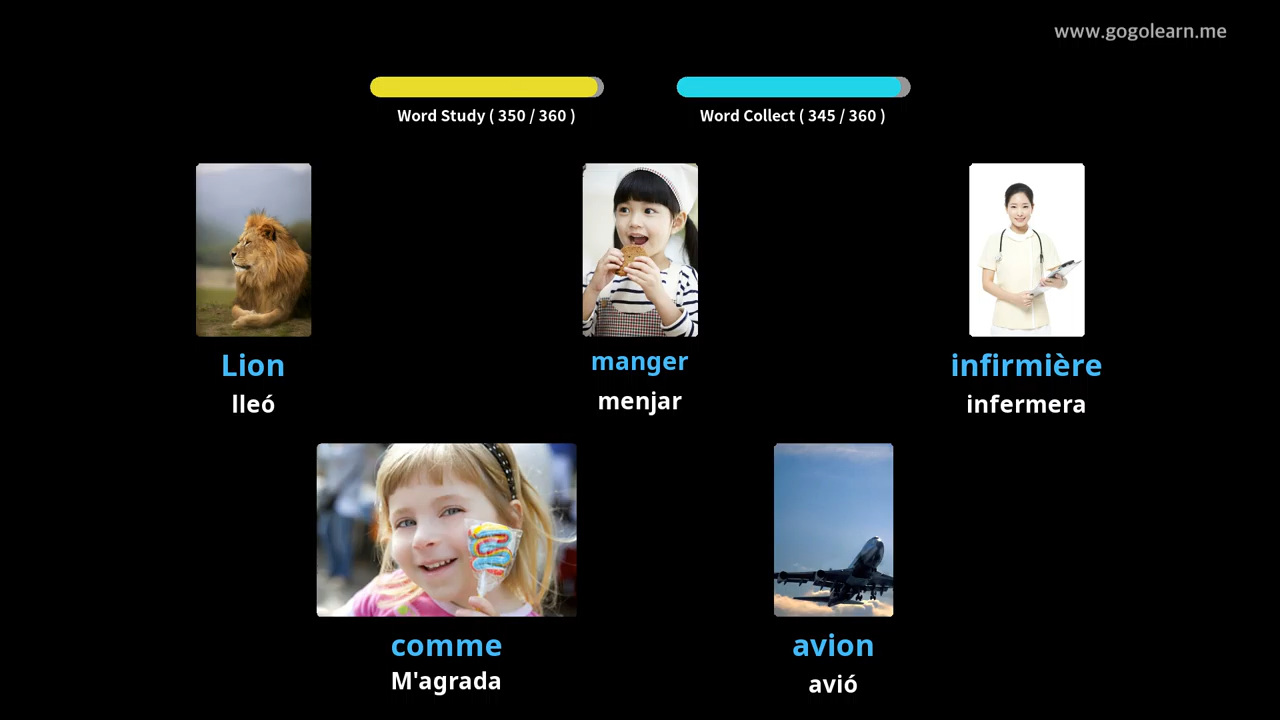 www.gogolearn.me
Word Study ( 350 / 360 )
Word Collect ( 345 / 360 )
Lion
lleó
manger
menjar
infirmière
infermera
comme
M'agrada
avion
avió